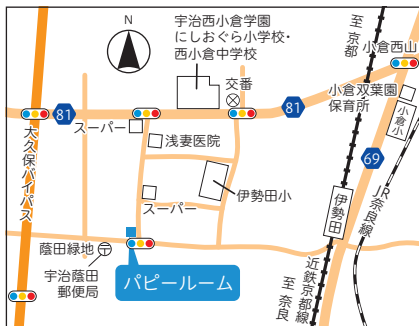 N
宇治西小倉学園
にしおぐら小学校・
西小倉中学校
至 京都
小倉西山
交番
81
小倉双葉園
保育所
小倉小
81
スーパー
浅妻医院
69
大久保バイパス
JR奈良線
伊勢田小
スーパー
伊勢田
蔭田緑地
宇治蔭田
郵便局
パピールーム
近鉄京都線
至 奈良